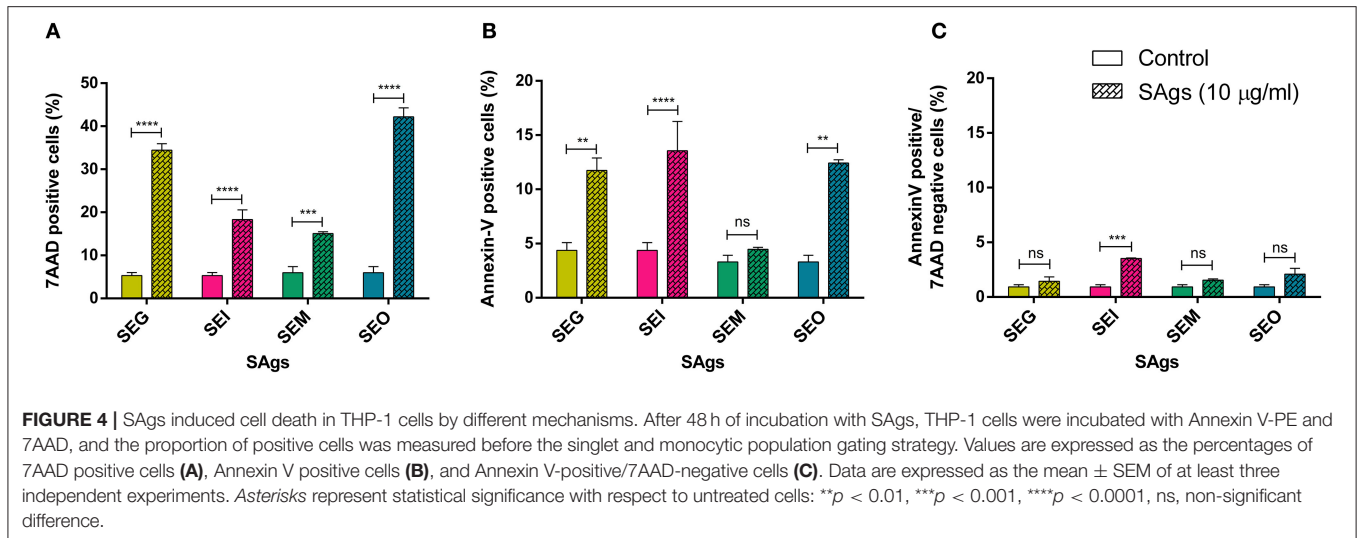 A
7AAD positive cells (%)
50
40
30
20
10
0
****
****
***
****
SEG
SEI
SEM
SEO
SAgs
B
Annexin-V positive cells (%)
20
15
10
5
0
**
****
ns
**
SEG
SEI
SEM
SEO
SAgs
C
AnnexinV positive/
7AAD negative cells (%)
20
15
10
5
0
Control
SAgs (10 μg/ml)
ns
***
ns
ns
SEG
SEI
SEM
SEO
SAgs
FIGURE 4 | SAgs induced cell death in THP-1 cells by different mechanisms. After 48 h of incubation with SAgs, THP-1 cells were incubated with Annexin V-PE and
7AAD, and the proportion of positive cells was measured before the singlet and monocytic population gating strategy. Values are expressed as the percentages of
7AAD positive cells (A), Annexin V positive cells (B), and Annexin V-positive/7AAD-negative cells (C). Data are expressed as the mean ± SEM of at least three
independent experiments. Asterisks represent statistical significance with respect to untreated cells: **p < 0.01, ***p < 0.001, ****p < 0.0001, ns, non-significant
difference.